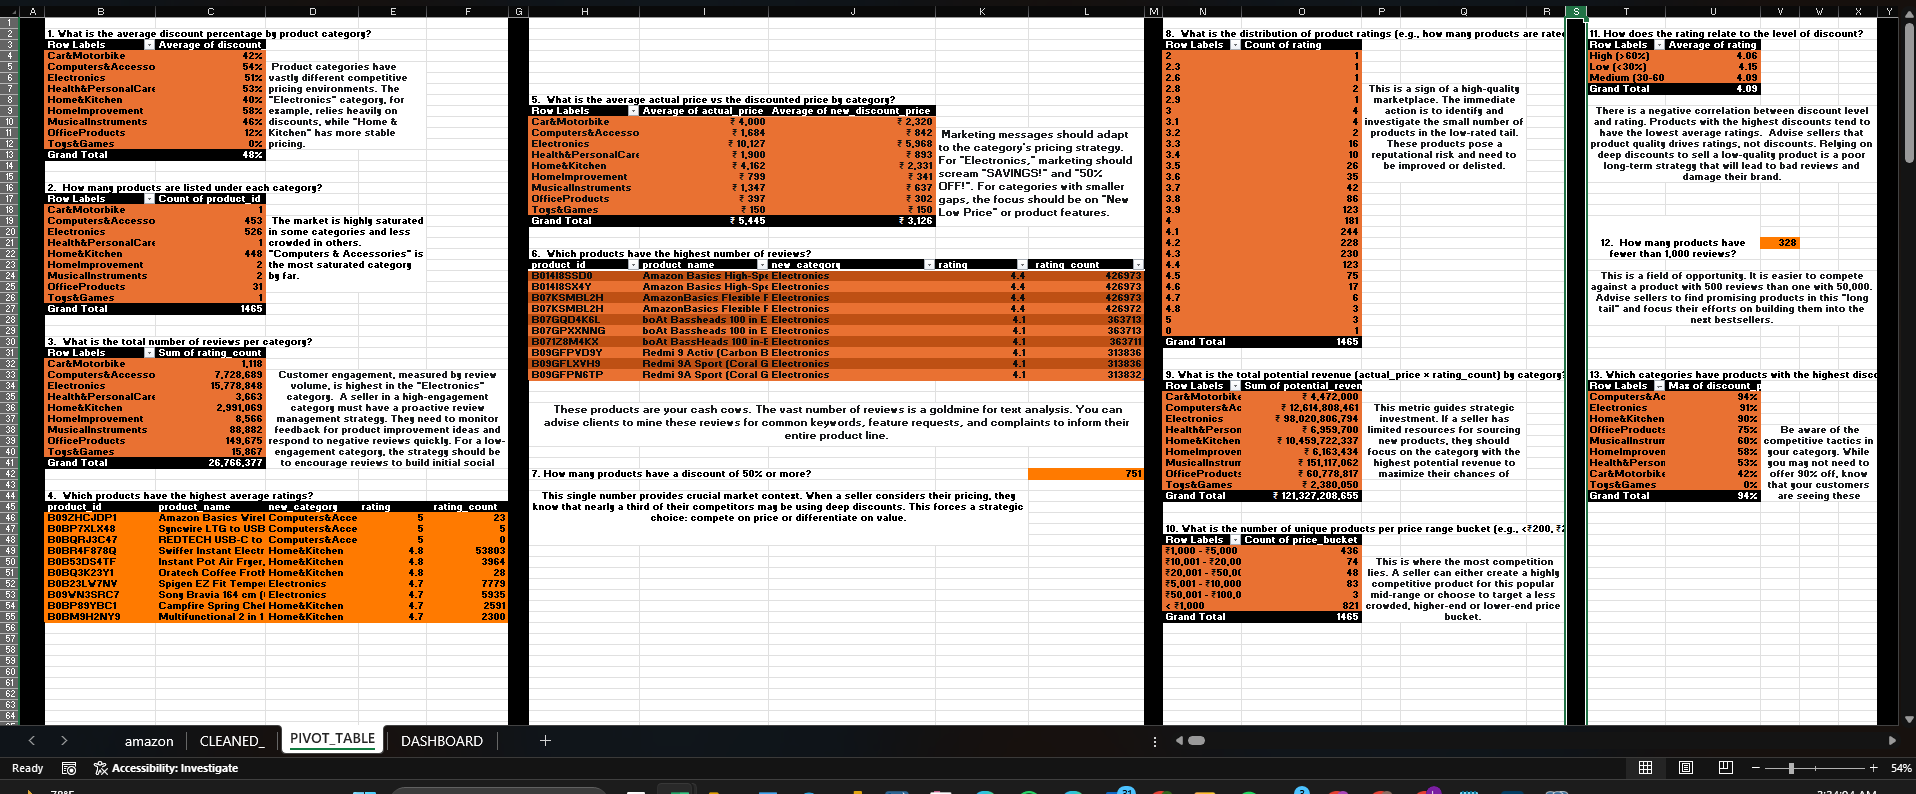 A B C D E F G H I J K L M N O P Q R S T U V W X Y
1. What is the average discount percentage by product category?
Row Labels Average of discount
Car&Motorbike 42%
Computers&Accesso 54%
Electronics 51%
Health&PersonalCare 53%
Home&Kitchen 40%
HomeImprovement 58%
MusicalInstruments 46%
OfficeProducts 12%
Toys&Games 0%
Grand Total 48%
Product categories have
vastly different competitive
pricing environments. The
"Electronics" category, for
example, relies heavily on
discounts, while "Home &
Kitchen" has more stable
pricing.
2. How many products are listed under each category?
Row Labels Count of product_id
Car&Motorbike 1
Computers&Accesso 453
Electronics 526
Health&PersonalCare 1
Home&Kitchen 448
HomeImprovement 2
MusicalInstruments 2
OfficeProducts 31
Toys&Games 1
Grand Total 1465
The market is highly saturated
in some categories and less
crowded in others.
"Computers & Accessories" is
the most saturated category
by far.
3. What is the total number of reviews per category?
Row Labels Sum of rating_count
Car&Motorbike 1,118
Computers&Accesso 7,728,689
Electronics 15,778,848
Health&PersonalCare 3,663
Home&Kitchen 2,991,069
HomeImprovement 8,566
MusicalInstruments 88,882
OfficeProducts 149,675
Toys&Games 15,867
Grand Total 26,766,377
Customer engagement, measured by review
volume, is highest in the "Electronics"
category. A seller in a high-engagement
category must have a proactive review
management strategy. They need to monitor
feedback for product improvement ideas and
respond to negative reviews quickly. For a low-
engagement category, the strategy should be
to encourage reviews to build initial social
4. Which products have the highest average ratings?
product_id product_name new_category rating rating_count
B09ZHCJDP1 Amazon Basics Wirel Computers&Acce 5 23
B0BP7XLX48 Syncwire LTG to USB Computers&Acce 5 5
B0BQRJ3C47 REDTECH USB-C to Computers&Acce 5 0
B0BR4F878Q Swiffer Instant Electr Home&Kitchen 4.8 53803
B0B53DS4TF Instant Pot Air Fryer, Home&Kitchen 4.8 3964
B0BQ3K23Y1 Oratech Coffee Froth Home&Kitchen 4.8 28
B0B23LW7NV Spigen EZ Fit Temper Electronics 4.7 7779
B09WN3SRC7 Sony Bravia 164 cm ( Electronics 4.7 5935
B0BP89YBC1 Campfire Spring Chef Home&Kitchen 4.7 2591
B0BM9H2NY9 Multifunctional 2 in 1 Home&Kitchen 4.7 2300
5. What is the average actual price vs the discounted price by category?
Row Labels Average of actual_price Average of new_discount_price
Car&Motorbike ₹ 4,000 ₹ 2,320
Computers&Accesso ₹ 1,684 ₹ 842
Electronics ₹ 10,127 ₹ 5,968
Health&PersonalCare ₹ 1,900 ₹ 893
Home&Kitchen ₹ 4,162 ₹ 2,331
HomeImprovement ₹ 799 ₹ 341
MusicalInstruments ₹ 1,347 ₹ 637
OfficeProducts ₹ 397 ₹ 302
Toys&Games ₹ 150 ₹ 150
Grand Total ₹ 5,445 ₹ 3,126
Marketing messages should adapt
to the category's pricing strategy.
For "Electronics," marketing should
scream "SAVINGS!" and "50%
OFF!". For categories with smaller
gaps, the focus should be on "New
Low Price" or product features.
6. Which products have the highest number of reviews?
product_id product_name new_category rating rating_count
B014I8SSD0 Amazon Basics High-Spe Electronics 4.4 426973
B014I8SX4Y Amazon Basics High-Spe Electronics 4.4 426973
B07KSMBL2H AmazonBasics Flexible P Electronics 4.4 426973
B07KSMBL2H AmazonBasics Flexible P Electronics 4.4 426972
B07GQD4K6L boAt Bassheads 100 in E Electronics 4.1 363713
B07GPXXNNG boAt Bassheads 100 in E Electronics 4.1 363713
B071Z8M4KX boAt BassHeads 100 in-E Electronics 4.1 363711
B09GFPVD9Y Redmi 9 Activ (Carbon B Electronics 4.1 313836
B09GFLXVH9 Redmi 9A Sport (Coral G Electronics 4.1 313836
B09GFPN6TP Redmi 9A Sport (Coral G Electronics 4.1 313832
These products are your cash cows. The vast number of reviews is a goldmine for text analysis. You can
advise clients to mine these reviews for common keywords, feature requests, and complaints to inform their
entire product line.
7. How many products have a discount of 50% or more? 751
This single number provides crucial market context. When a seller considers their pricing, they
know that nearly a third of their competitors may be using deep discounts. This forces a strategic
choice: compete on price or differentiate on value.
8. What is the distribution of product ratings (e.g., how many products are rated
Row Labels Count of rating
2 1
2.3 1
2.6 1
2.8 2
2.9 1
3 4
3.1 4
3.2 2
3.3 16
3.4 10
3.5 26
3.6 35
3.7 42
3.8 86
3.9 123
4 181
4.1 244
4.2 228
4.3 230
4.4 123
4.5 75
4.6 17
4.7 6
4.8 3
5 3
0 1
Grand Total 1465
This is a sign of a high-quality
marketplace. The immediate
action is to identify and
investigate the small number of
products in the low-rated tail.
These products pose a
reputational risk and need to
be improved or delisted.
9. What is the total potential revenue (actual_price × rating_count) by category?
Row Labels Sum of potential_reven
Car&Motorbike ₹ 4,472,000
Computers&Ac ₹ 12,614,808,461
Electronics ₹ 98,020,806,794
Health&Person ₹ 6,959,700
Home&Kitchen ₹ 10,459,722,337
HomeImprovem ₹ 6,163,434
MusicalInstrum ₹ 151,117,062
OfficeProducts ₹ 60,778,817
Toys&Games ₹ 2,380,050
Grand Total ₹ 121,327,208,655
This metric guides strategic
investment. If a seller has
limited resources for sourcing
new products, they should
focus on the category with the
highest potential revenue to
maximize their chances of
10. What is the number of unique products per price range bucket (e.g., <₹200, ₹2
Row Labels Count of price_bucket
₹1,000 - ₹5,000 436
₹10,001 - ₹20,00 74
₹20,001 - ₹50,00 48
₹5,001 - ₹10,000 83
₹50,001 - ₹100,0 3
< ₹1,000 821
Grand Total 1465
This is where the most competition
lies. A seller can either create a highly
competitive product for this popular
mid-range or choose to target a less
crowded, higher-end or lower-end price
bucket.
11. How does the rating relate to the level of discount?
Row Labels Average of rating
High (>60%) 4.06
Low (<30%) 4.15
Medium (30-60 4.09
Grand Total 4.09
There is a negative correlation between discount level
and rating. Products with the highest discounts tend to
have the lowest average ratings. Advise sellers that
product quality drives ratings, not discounts. Relying on
deep discounts to sell a low-quality product is a poor
long-term strategy that will lead to bad reviews and
damage their brand.
12. How many products have
fewer than 1,000 reviews?
328
This is a field of opportunity. It is easier to compete
against a product with 500 reviews than one with 50,000.
Advise sellers to find promising products in this "long
tail" and focus their efforts on building them into the
next bestsellers.
13. Which categories have products with the highest disco
Row Labels Max of discount_p
Computers&Ac 94%
Electronics 91%
Home&Kitchen 90%
OfficeProducts 75%
MusicalInstrum 60%
HomeImprovem 58%
Health&Person 53%
Car&Motorbike 42%
Toys&Games 0%
Grand Total 94%
Be aware of the
competitive tactics in
your category. While
you may not need to
offer 90% off, know
that your customers
are seeing these
amazon CLEANED_ PIVOT_TABLE DASHBOARD
Ready Accessibility: Investigate 54%